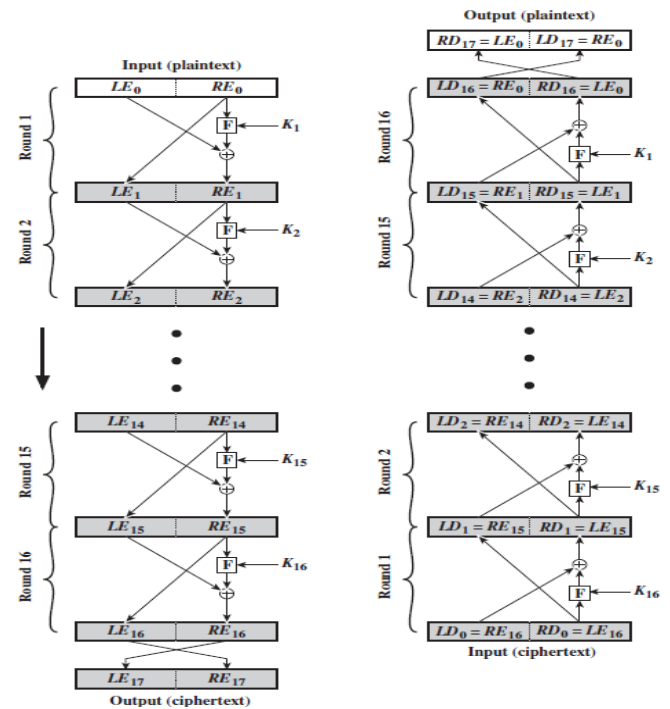 Input (plaintext)
LE0 RE0
Round 1
F K1
LE1 RE1
Round 2
F K2
LE2 RE2
LE14 RE14
Round 15
F K15
LE15 RE15
Round 16
F K16
LE16 RE16
LE17 RE17
Output (ciphertext)
Output (plaintext)
RD17 = LE0 LD17 = RE0
LD16 = RE0 RD16 = LE0
Round 16
F K1
LD15 = RE1 RD15 = LE1
Round 15
F K2
LD14 = RE2 RD14 = LE2
LD2 = RE14 RD2 = LE14
Round 2
F K15
LD1 = RE15 RD1 = LE15
Round 1
F K16
LD0 = RE16 RD0 = LE16
Input (ciphertext)